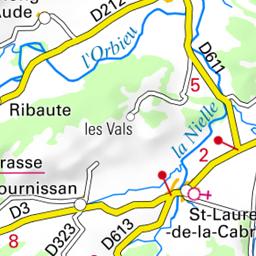 Aude
D212
l'Orbieu
D611
5
Ribaute
les Vals
la Nielle
2
rasse
ournissan
D3
St-Laure
-de-la-Cabr
D323
D613
8